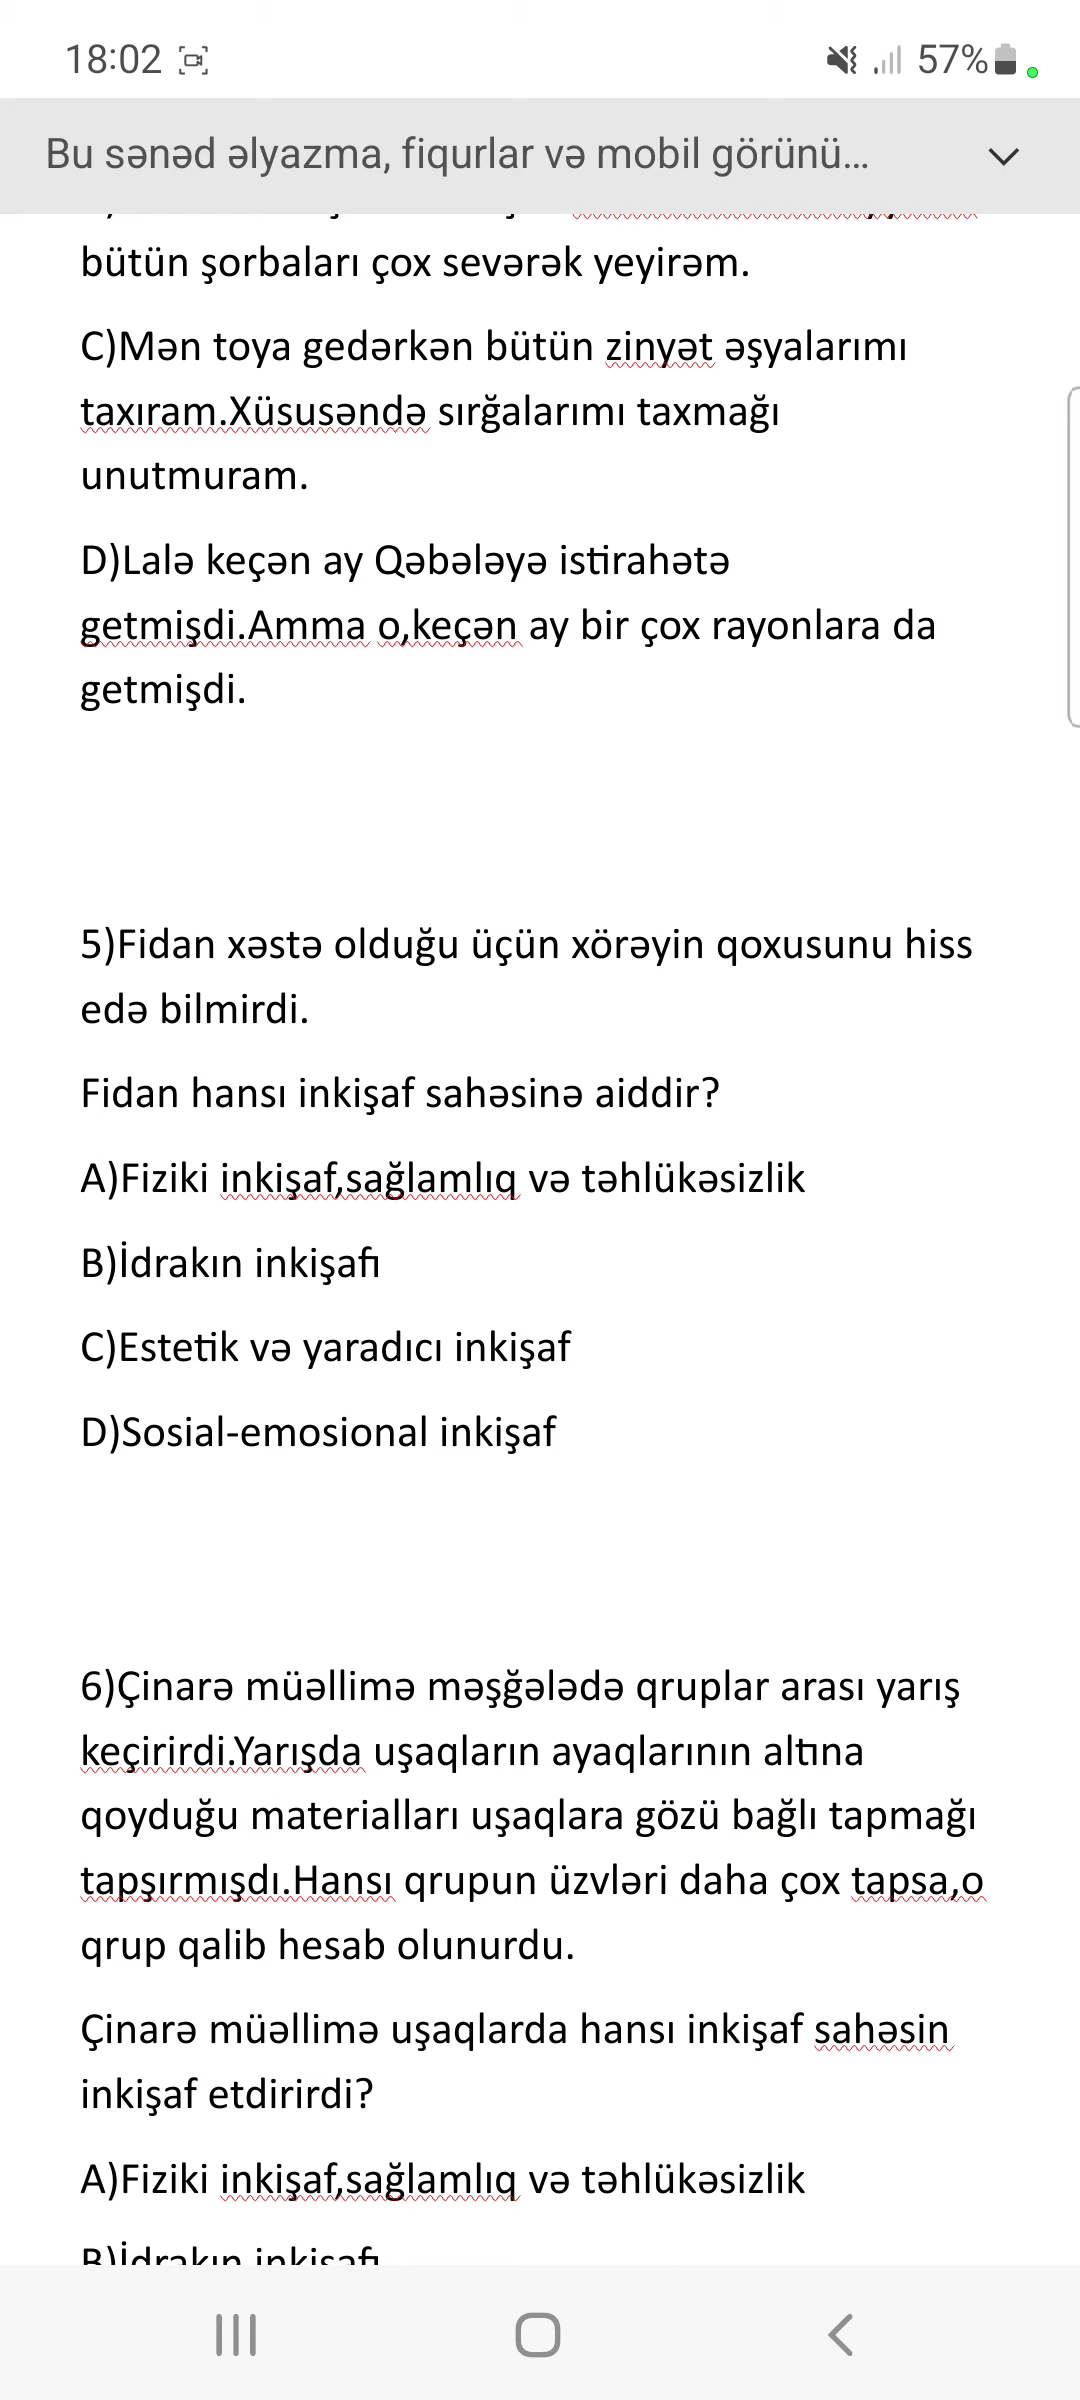 18:02
57%
Bu sənəd əlyazma, fiqurlar və mobil görünü...
bütün şorbaları çox sevərək yeyirəm.
C)Mən toya gedərkən bütün zinyət əşyalarımı
taxıram.Xüsusəndə sırğalarımı taxmağı
unutmuram.
D)Lalə keçən ay Qəbələyə istirahətə
getmişdi.Amma o,keçən ay bir çox rayonlara da
getmişdi.
5)Fidan xəstə olduğu üçün xörəyin qoxusunu hiss
edə bilmirdi.
Fidan hansı inkişaf sahəsinə aiddir?
A)Fiziki inkişaf,sağlamlıq və təhlükəsizlik
B)İdrakın inkişafı
C)Estetik və yaradıcı inkişaf
D)Sosial-emosional inkişaf
6)Çinarə müəllimə məşğələdə qruplar arası yarış
keçirirdi.Yarışda uşaqların ayaqlarının altına
qoyduğu materialları uşaqlara gözü bağlı tapmağı
tapşırmışdı.Hansı qrupun üzvləri daha çox tapsa,o
qrup qalib hesab olunurdu.
Çinarə müəllimə uşaqlarda hansı inkişaf sahəsin
inkişaf etdirirdi?
A)Fiziki inkişaf,sağlamlıq və təhlükəsizlik
B)İdrakın inkişafı